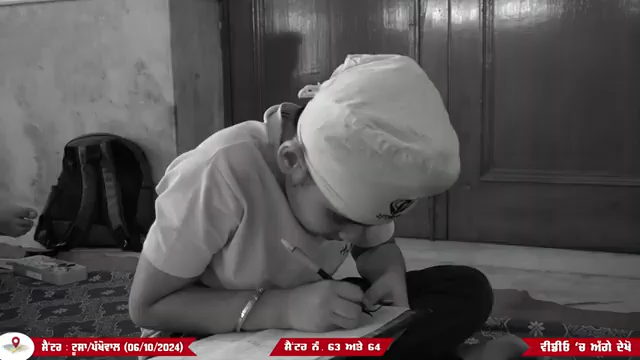 ਸੈਂਟਰ : ਟੂਸਾ/ਪੱਖੋਵਾਲ (06/10/2024)
ਸੈਂਟਰ ਨੰ. 63 ਅਤੇ 64
ਵੀਡੀਓ 'ਚ ਅੱਗੇ ਦੇਖੋ